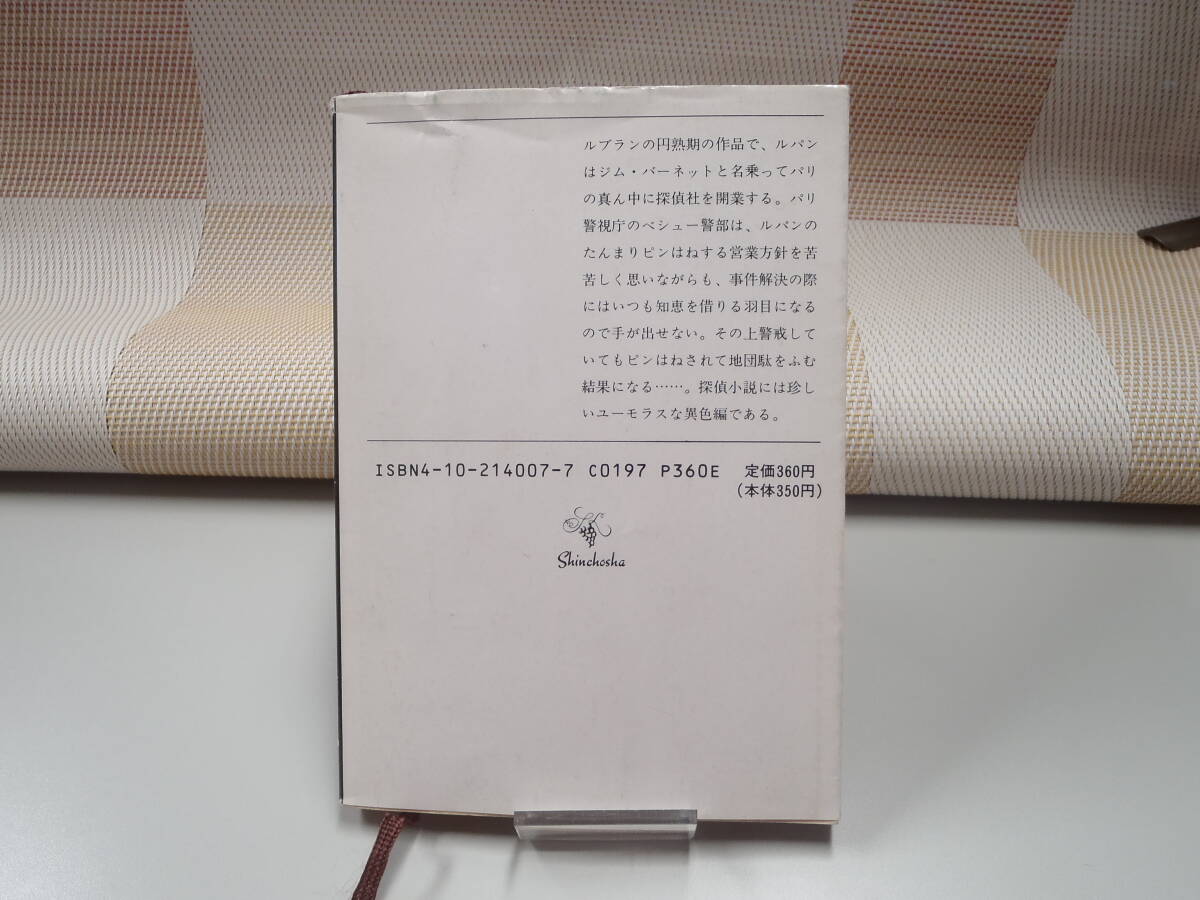 ルブランの円熟期の作品で、ルパン
はジム・バーネットと名乗ってパリ
の真ん中に探偵社を開業する。パリ
警視庁のベシュー警部は、ルパンの
たんまりピンはねする営業方針を苦
苦しく思いながらも、事件解決の際
にはいつも知恵を借りる羽目になる
ので手が出せない。その上警戒して
いてもピンはねされて地団駄をふむ
結果になる……。探偵小説には珍し
いユーモラスな異色編である。
ISBN4-10-214007-7 C0197 P360E 定価360円
(本体350円)
Shinchosha